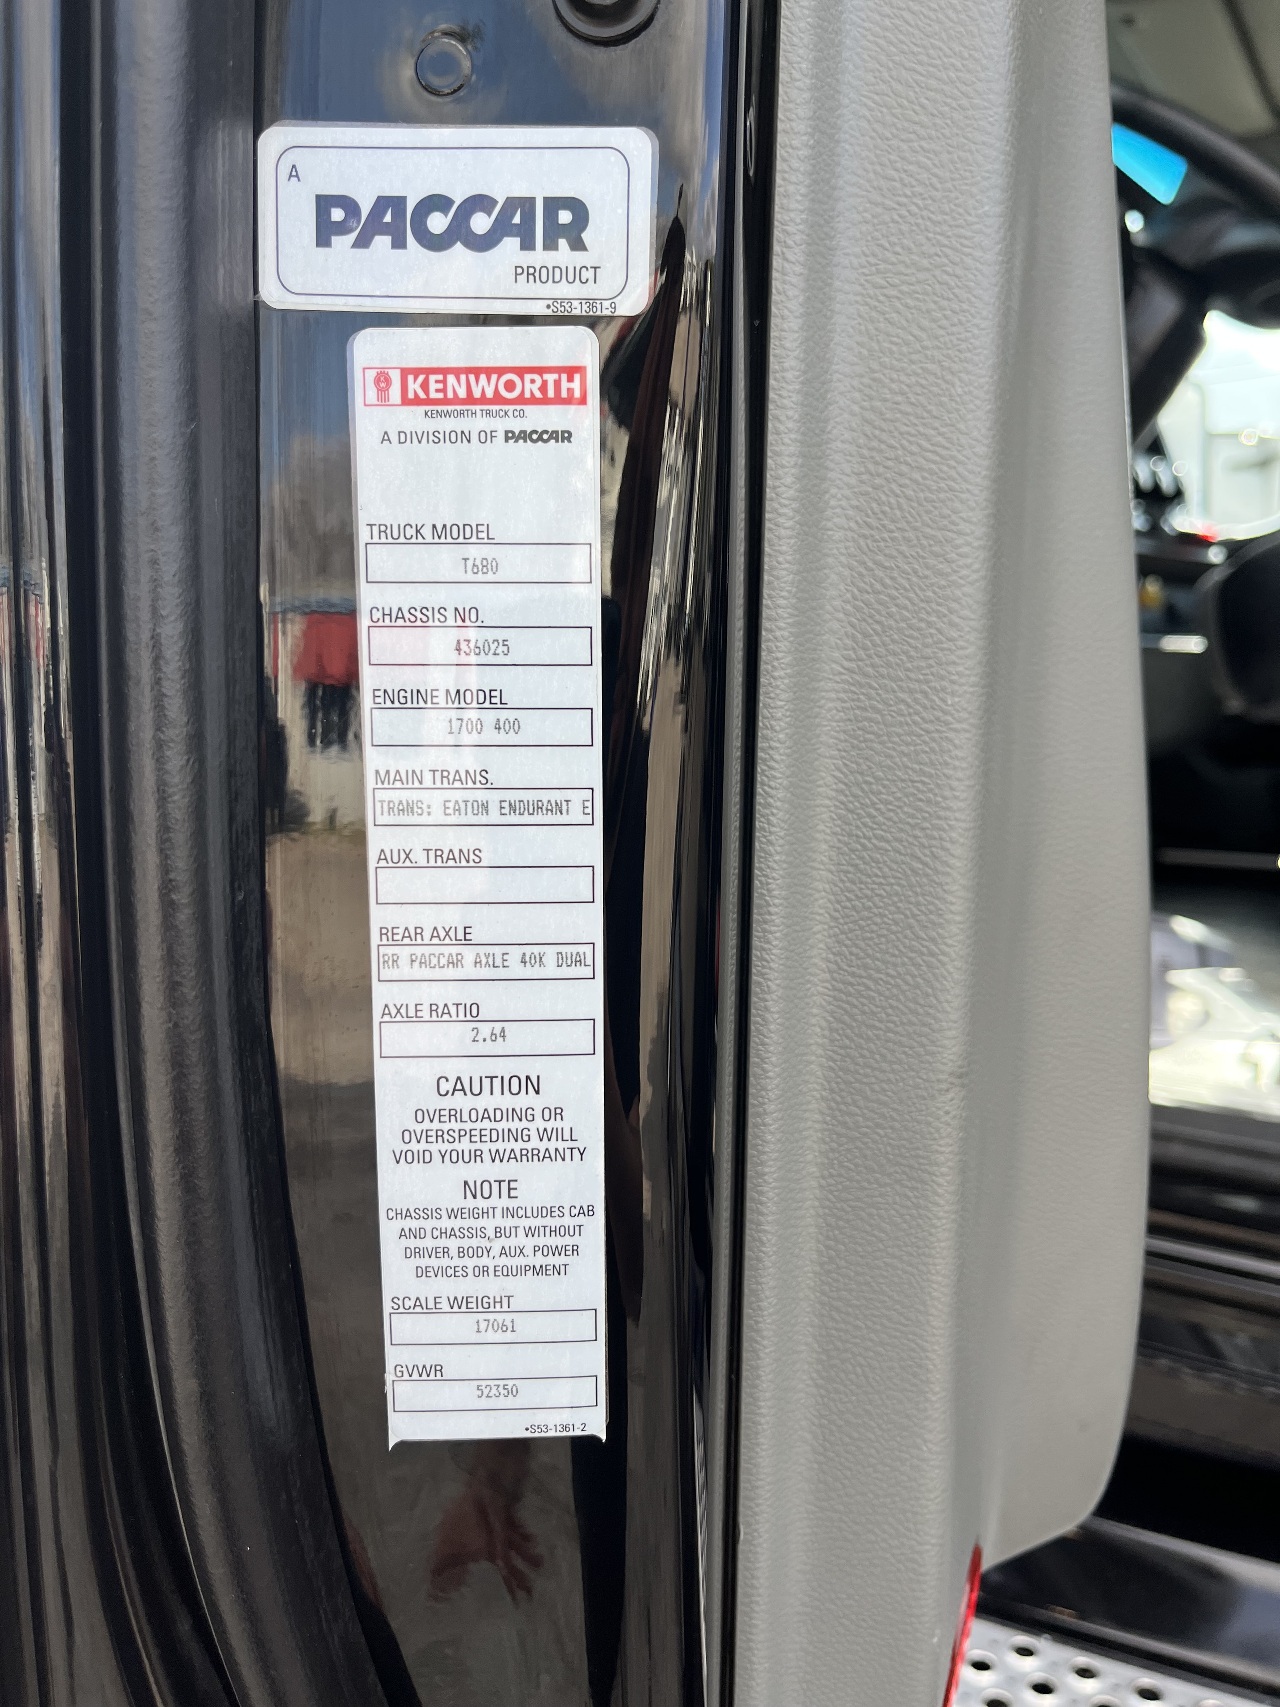 A
PACCAR
PRODUCT
•S53-1361-9
KENWORTH
KENWORTH TRUCK CO.
A DIVISION OF PACCAR
TRUCK MODEL
T680
CHASSIS NO.
436025
ENGINE MODEL
1700 400
MAIN TRANS.
TRANS: EATON ENDURANT E
AUX. TRANS
REAR AXLE
RR PACCAR AXLE 40K DUAL
AXLE RATIO
2.64
CAUTION
OVERLOADING OR
OVERSPEEDING WILL
VOID YOUR WARRANTY
NOTE
CHASSIS WEIGHT INCLUDES CAB
AND CHASSIS, BUT WITHOUT
DRIVER, BODY, AUX. POWER
DEVICES OR EQUIPMENT
SCALE WEIGHT
17061
GVWR
52350
•S53-1361-2